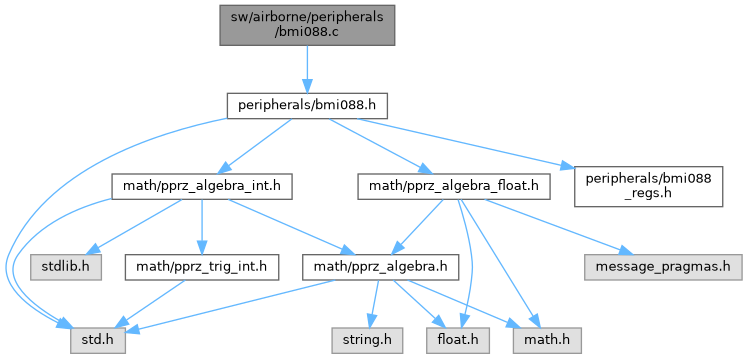 sw/airborne/peripherals
/bmi088.c
peripherals/bmi088.h
math/pprz_algebra_int.h
math/pprz_algebra_float.h
peripherals/bmi088
_regs.h
stdlib.h
math/pprz_trig_int.h
math/pprz_algebra.h
message_pragmas.h
std.h
string.h
float.h
math.h